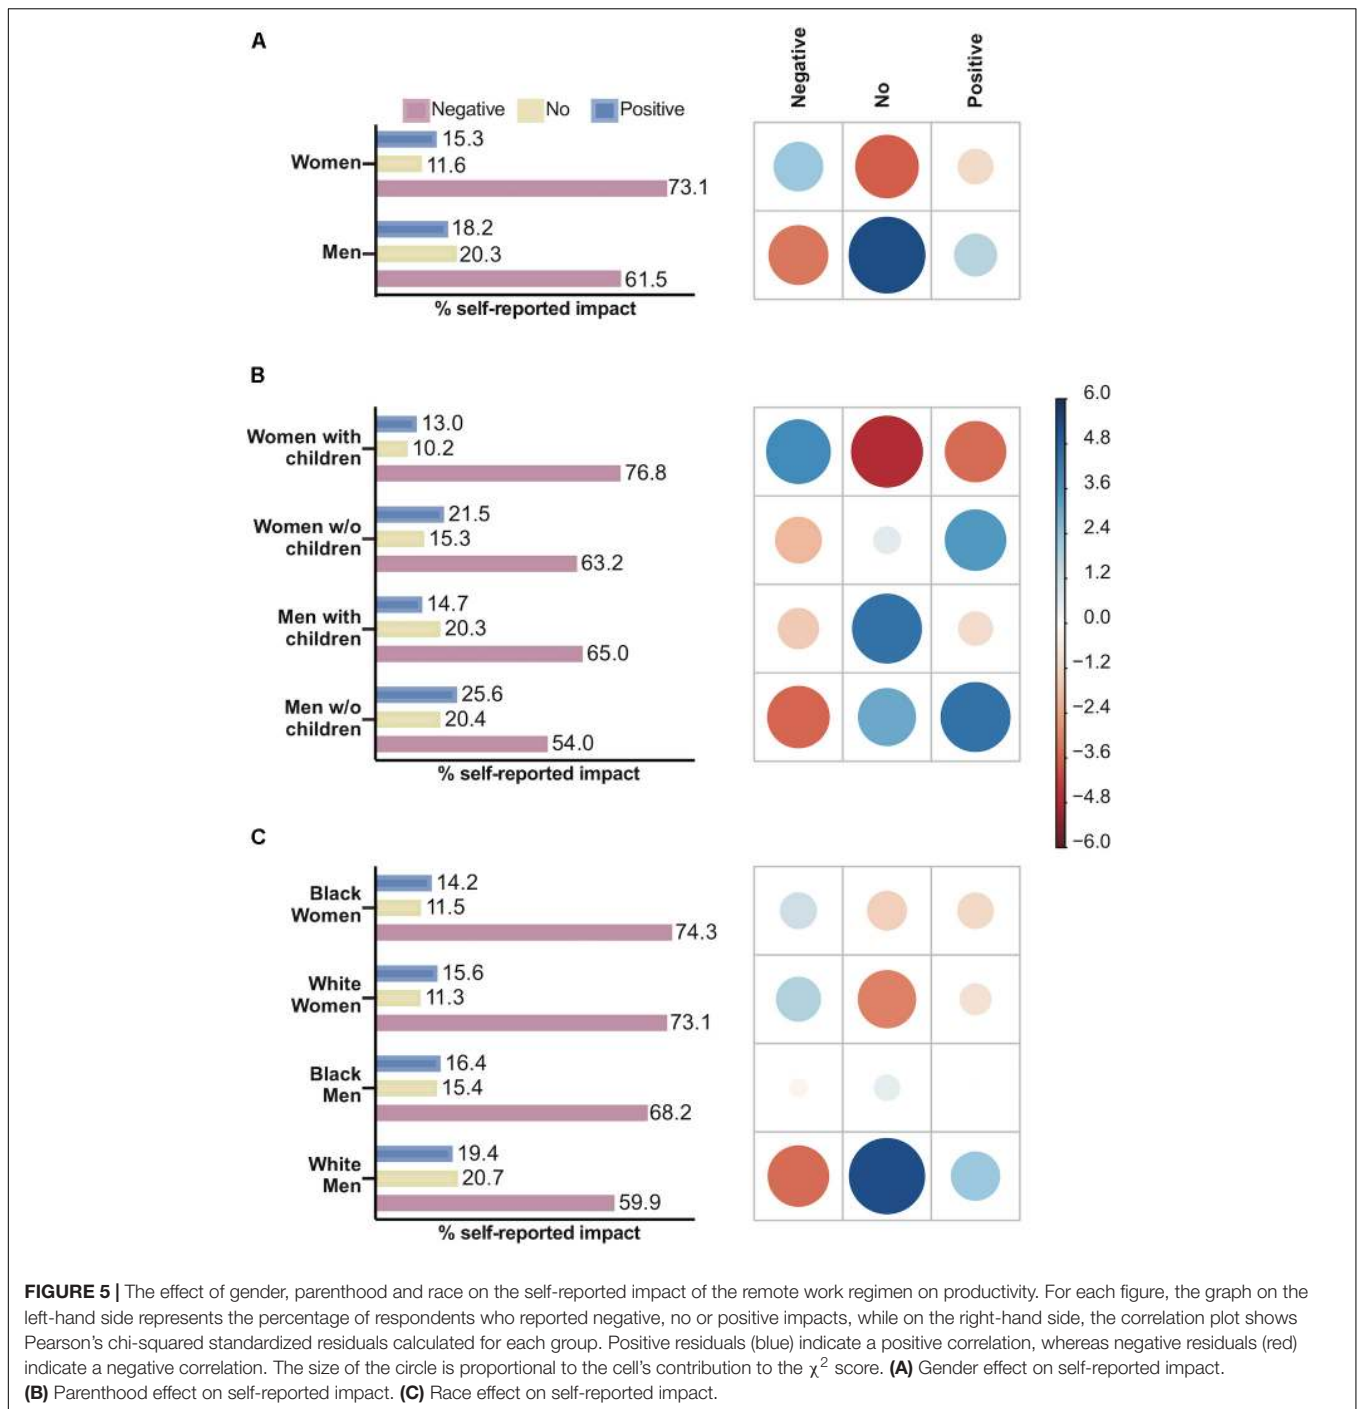 A
Negative No Positive
Negative No Positive
15.3
Women 11.6
73.1
18.2
Men 20.3
61.5
% self-reported impact
B
13.0
Women with
children
10.2
76.8
21.5
Women w/o
children
15.3
63.2
14.7
Men with
children
20.3
65.0
25.6
Men w/o
children
20.4
54.0
% self-reported impact
6.0
4.8
3.6
2.4
1.2
0.0
−1.2
−2.4
−3.6
−4.8
−6.0
C
14.2
Black
Women
11.5
74.3
15.6
White
Women
11.3
73.1
16.4
Black
Men
15.4
68.2
19.4
White
Men
20.7
59.9
% self-reported impact
FIGURE 5 | The effect of gender, parenthood and race on the self-reported impact of the remote work regimen on productivity. For each figure, the graph on the
left-hand side represents the percentage of respondents who reported negative, no or positive impacts, while on the right-hand side, the correlation plot shows
Pearson's chi-squared standardized residuals calculated for each group. Positive residuals (blue) indicate a positive correlation, whereas negative residuals (red)
indicate a negative correlation. The size of the circle is proportional to the cell's contribution to the χ² score. (A) Gender effect on self-reported impact.
(B) Parenthood effect on self-reported impact. (C) Race effect on self-reported impact.